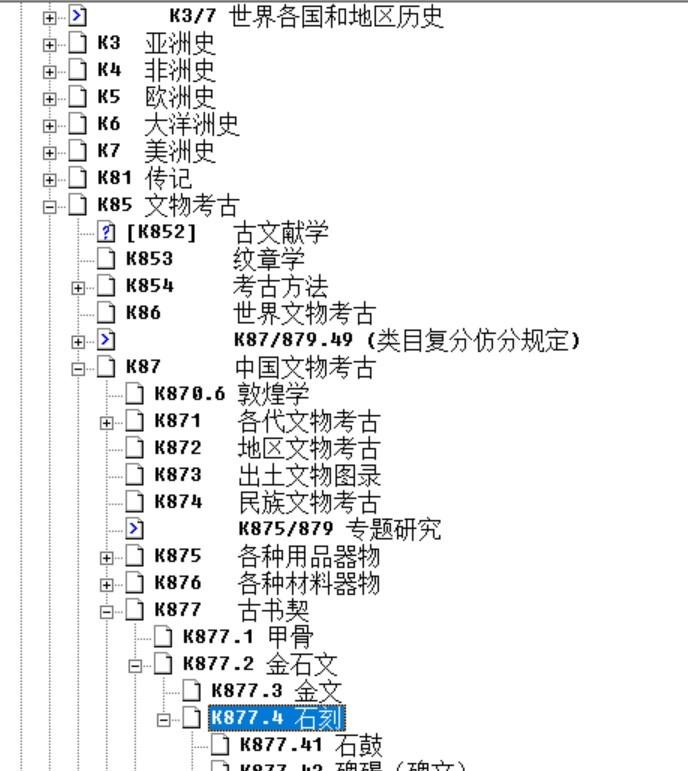 K3/7 世界各国和地区历史
K3 亚洲史
K4 非洲史
K5 欧洲史
K6 大洋洲史
K7 美洲史
K81 传记
K85 文物考古
[K852] 古文献学
K853 纹章学
K854 考古方法
K86 世界文物考古
K87/879.49 (类目复分仿分规定)
K87 中国文物考古
K870.6 敦煌学
K871 各代文物考古
K872 地区文物考古
K873 出土文物图录
K874 民族文物考古
K875/879 专题研究
K875 各种用品器物
K876 各种材料器物
K877 古书契
K877.1 甲骨
K877.2 金石文
K877.3 金文
K877.4 石刻
K877.41 石鼓
K877.42 碑碣（碑文）